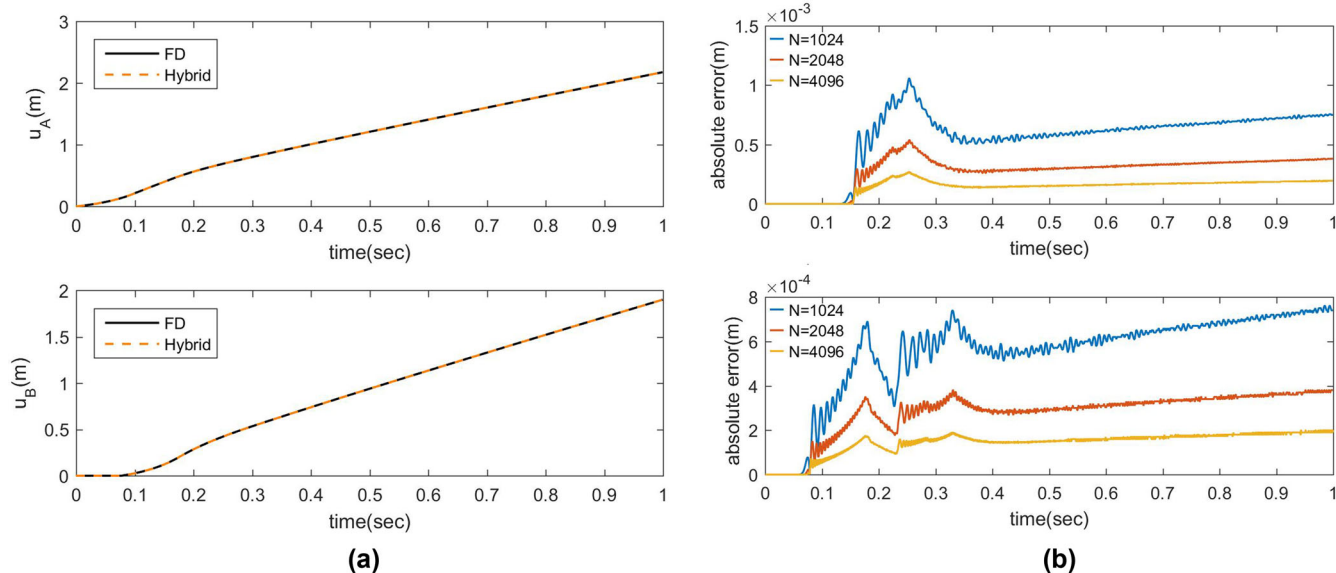 3
2
1
0
u_A(m)
FD
Hybrid
0 0.1 0.2 0.3 0.4 0.5 0.6 0.7 0.8 0.9 1
time(sec)
2
1.5
1
0.5
0
u_B(m)
FD
Hybrid
0 0.1 0.2 0.3 0.4 0.5 0.6 0.7 0.8 0.9 1
time(sec)
(a)
×10⁻³
1.5
1
0.5
0
absolute error(m)
N=1024
N=2048
N=4096
0 0.1 0.2 0.3 0.4 0.5 0.6 0.7 0.8 0.9 1
time(sec)
×10⁻⁴
8
6
4
2
0
absolute error(m)
N=1024
N=2048
N=4096
0 0.1 0.2 0.3 0.4 0.5 0.6 0.7 0.8 0.9 1
time(sec)
(b)